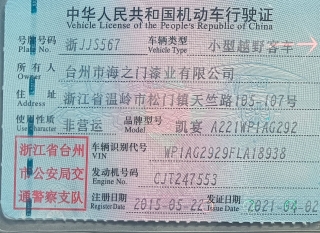 中华人民共和国机动车行驶证
Vehicle License of the People's Republic of China
号牌号码 浙JJS567 车辆类型 小型越野客车
Plate No. Vehicle Type
所有人 台州市海之门漆业有限公司
Owner
住址 浙江省温岭市松门镇天竺路105-107号
Address
使用性质 非营运 品牌型号 凯宴 A221WP1AG292
Use Character Model
浙江省台州
市公安局交
通警察支队
车辆识别代号 WP1AG2929FLA18938
VIN
发动机号码 CJT247553
Engine No.
注册日期 2015-05-22 发证日期 2021-04-02
Register Date Issue Date